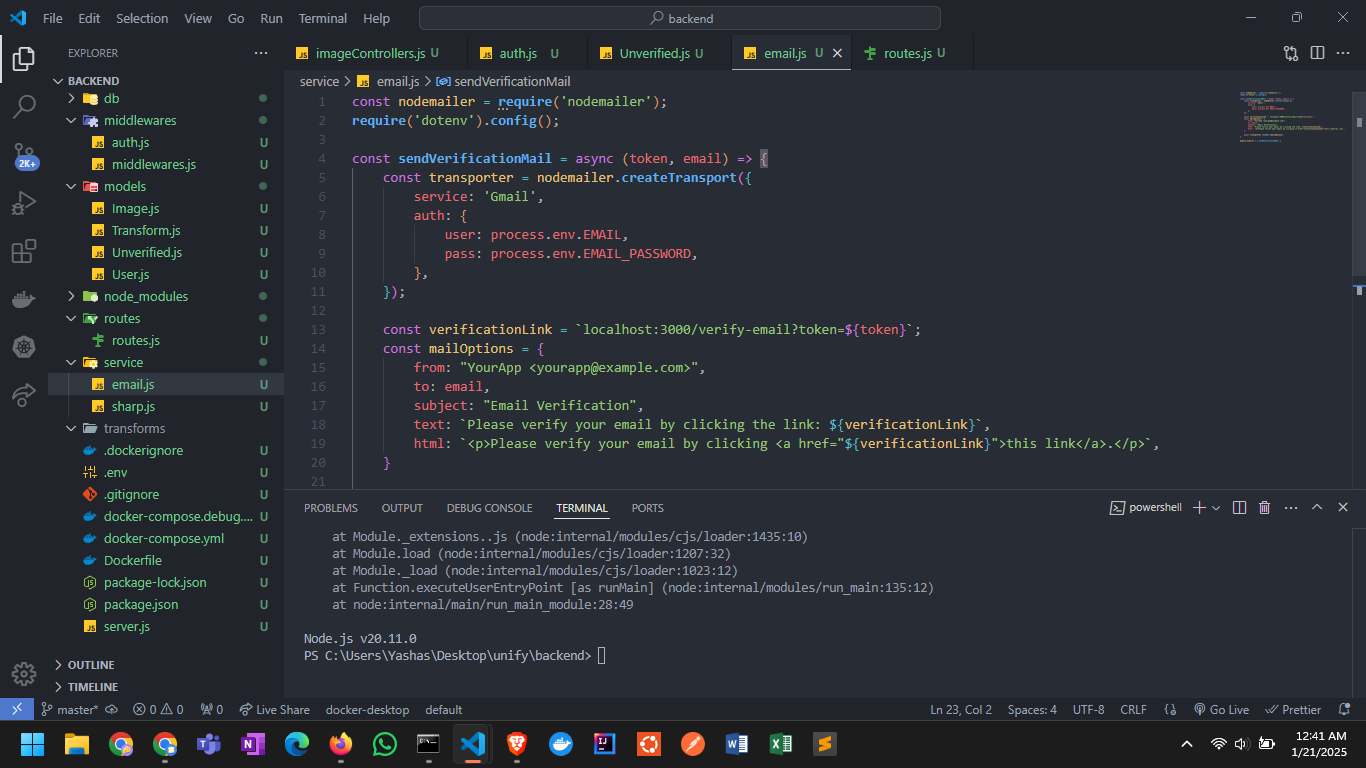 File Edit Selection View Go Run Terminal Help
backend
EXPLORER
BACKEND
db
middlewares
auth.js U
middlewares.js U
models
Image.js U
Transform.js U
Unverified.js U
User.js U
node_modules
routes
routes.js U
service
email.js U
sharp.js U
transforms
.dockerignore U
.env
.gitignore U
docker-compose.debug.... U
docker-compose.yml U
Dockerfile U
package-lock.json U
package.json U
server.js U
OUTLINE
TIMELINE
2K+
imageControllers.js U auth.js U Unverified.js U email.js U routes.js U
service > email.js > sendVerificationMail
1 const nodemailer = require('nodemailer');
2 require('dotenv').config();
3
4 const sendVerificationMail = async (token, email) => {
5 const transporter = nodemailer.createTransport({
6 service: 'Gmail',
7 auth: {
8 user: process.env.EMAIL,
9 pass: process.env.EMAIL_PASSWORD,
10 },
11 });
12
13 const verificationLink = `localhost:3000/verify-email?token=${token}`;
14 const mailOptions = {
15 from: "YourApp <yourapp@example.com>",
16 to: email,
17 subject: "Email Verification",
18 text: `Please verify your email by clicking the link: ${verificationLink}`,
19 html: `<p>Please verify your email by clicking <a href="${verificationLink}">this link</a>.</p>`,
20 }
21
PROBLEMS OUTPUT DEBUG CONSOLE TERMINAL PORTS
powershell
at Module._extensions..js (node:internal/modules/cjs/loader:1435:10)
at Module.load (node:internal/modules/cjs/loader:1207:32)
at Module._load (node:internal/modules/cjs/loader:1023:12)
at Function.executeUserEntryPoint [as runMain] (node:internal/modules/run_main:135:12)
at node:internal/main/run_main_module:28:49
Node.js v20.11.0
PS C:\Users\Yashas\Desktop\unify\backend>
master* 0 0 0 Live Share docker-desktop default
Ln 23, Col 2 Spaces: 4 UTF-8 CRLF Go Live Prettier
12:41 AM
1/21/2025